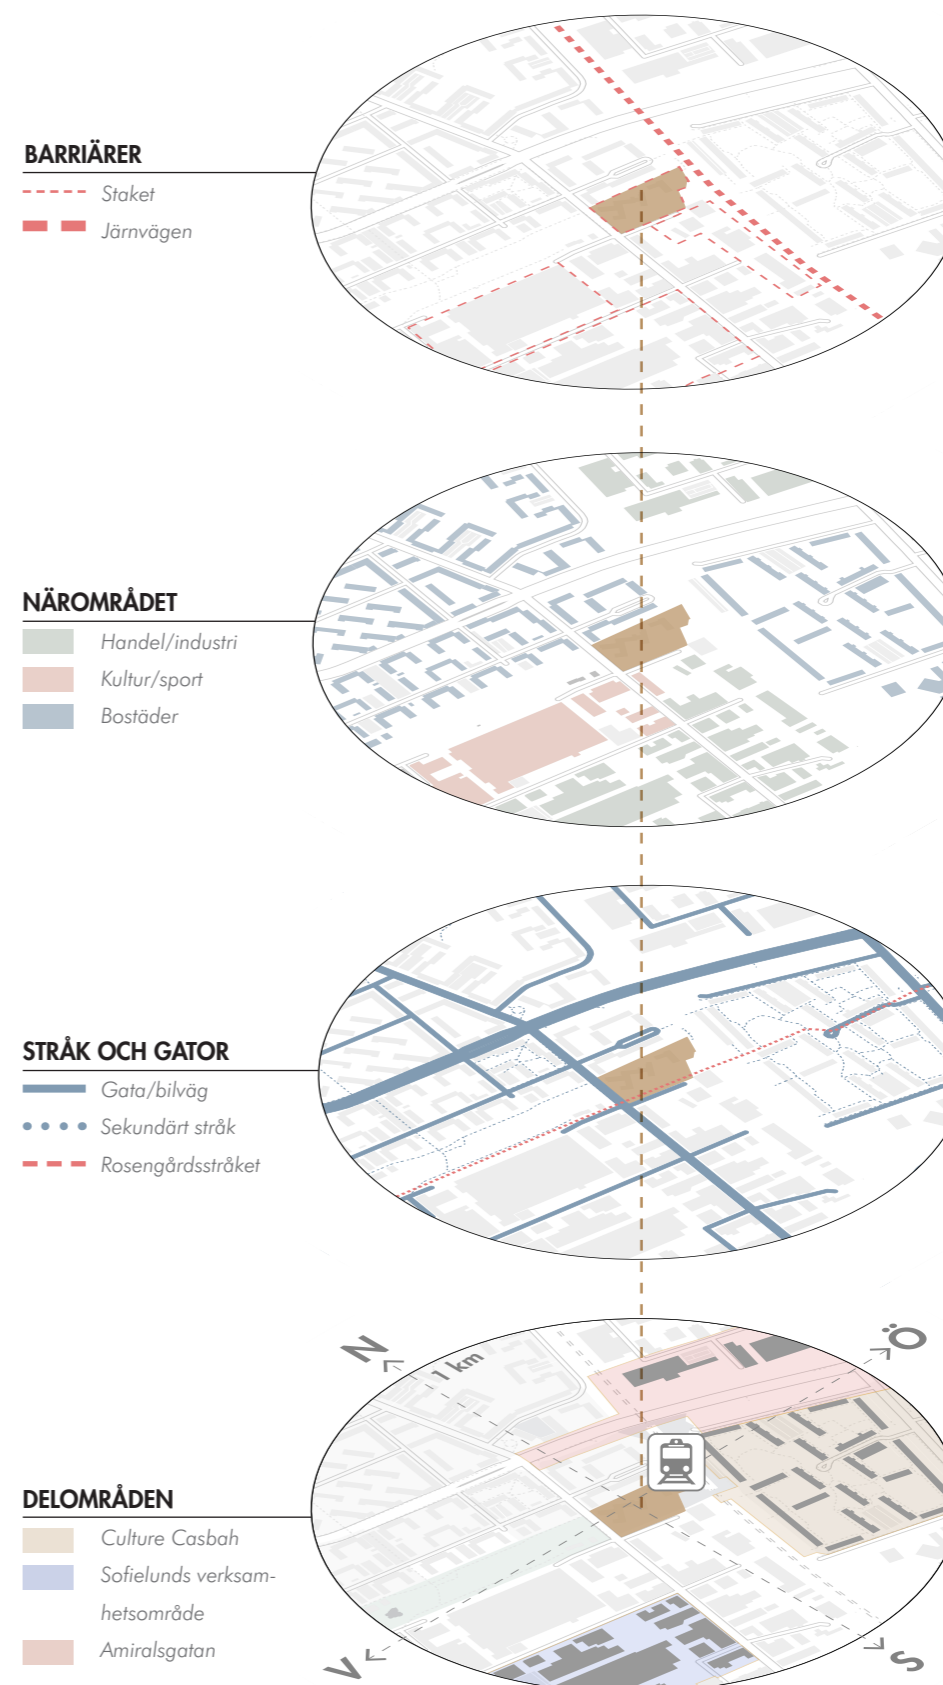 BARRIÄRER
Staket
Järnvägen
NÄROMRÅDET
Handel/industri
Kultur/sport
Bostäder
STRÅK OCH GATOR
Gata/bilväg
Sekundärt stråk
Rosengårdsstråket
N
Ö
1 km
DELOMRÅDEN
Culture Casbah
Sofielunds verksam-
hetsområde
Amiralsgatan
V
S